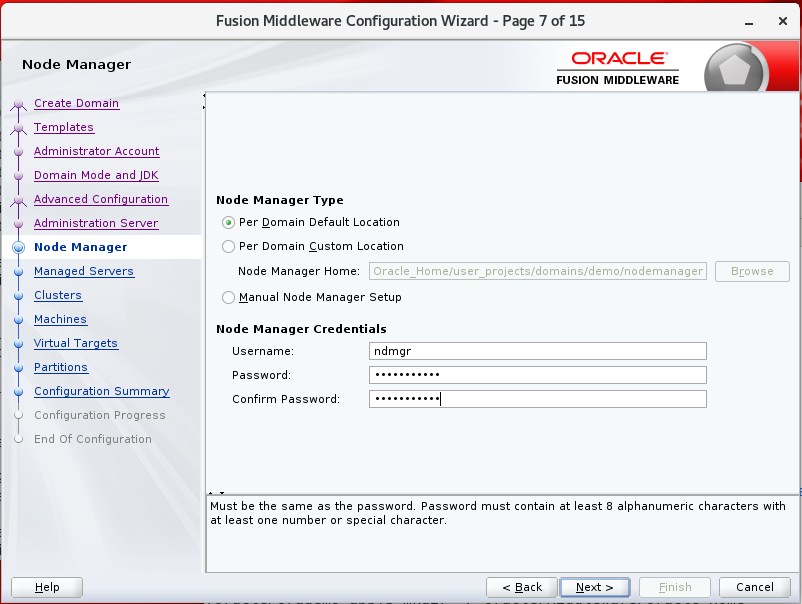 Fusion Middleware Configuration Wizard - Page 7 of 15
Node Manager
ORACLE
FUSION MIDDLEWARE
Create Domain
Templates
Administrator Account
Domain Mode and JDK
Advanced Configuration
Administration Server
Node Manager
Managed Servers
Clusters
Machines
Virtual Targets
Partitions
Configuration Summary
Configuration Progress
End Of Configuration
Node Manager Type
Per Domain Default Location
Per Domain Custom Location
Node Manager Home: Oracle_Home/user_projects/domains/demo/nodemanager Browse
Manual Node Manager Setup
Node Manager Credentials
Username: ndmgr
Password: •••••••••••
Confirm Password: •••••••••••
Must be the same as the password. Password must contain at least 8 alphanumeric characters with
at least one number or special character.
Help < Back Next > Finish Cancel